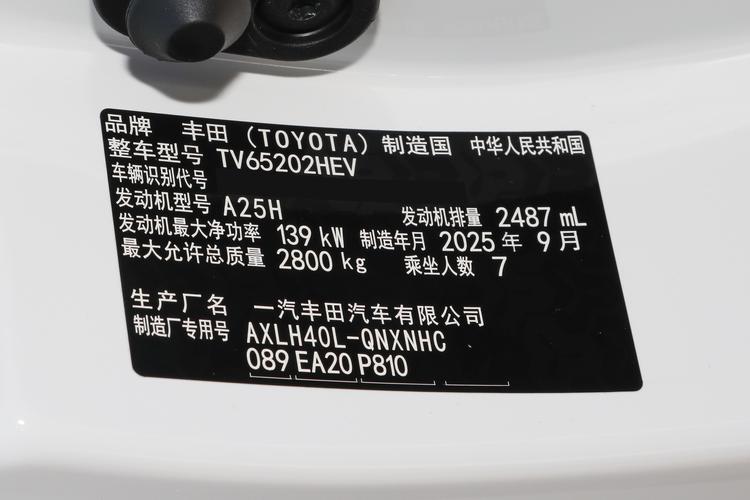 品牌 丰田（TOYOTA）制造国 中华人民共和国
整车型号 TV65202HEV
车辆识别代号
发动机型号 A25H 发动机排量 2487 mL
发动机最大净功率 139 kW 制造年月 2025 年 9 月
最大允许总质量 2800 kg 乘坐人数 7
生产厂名 一汽丰田汽车有限公司
制造厂专用号 AXLH40L-QNXNHC
089 EA20 P810